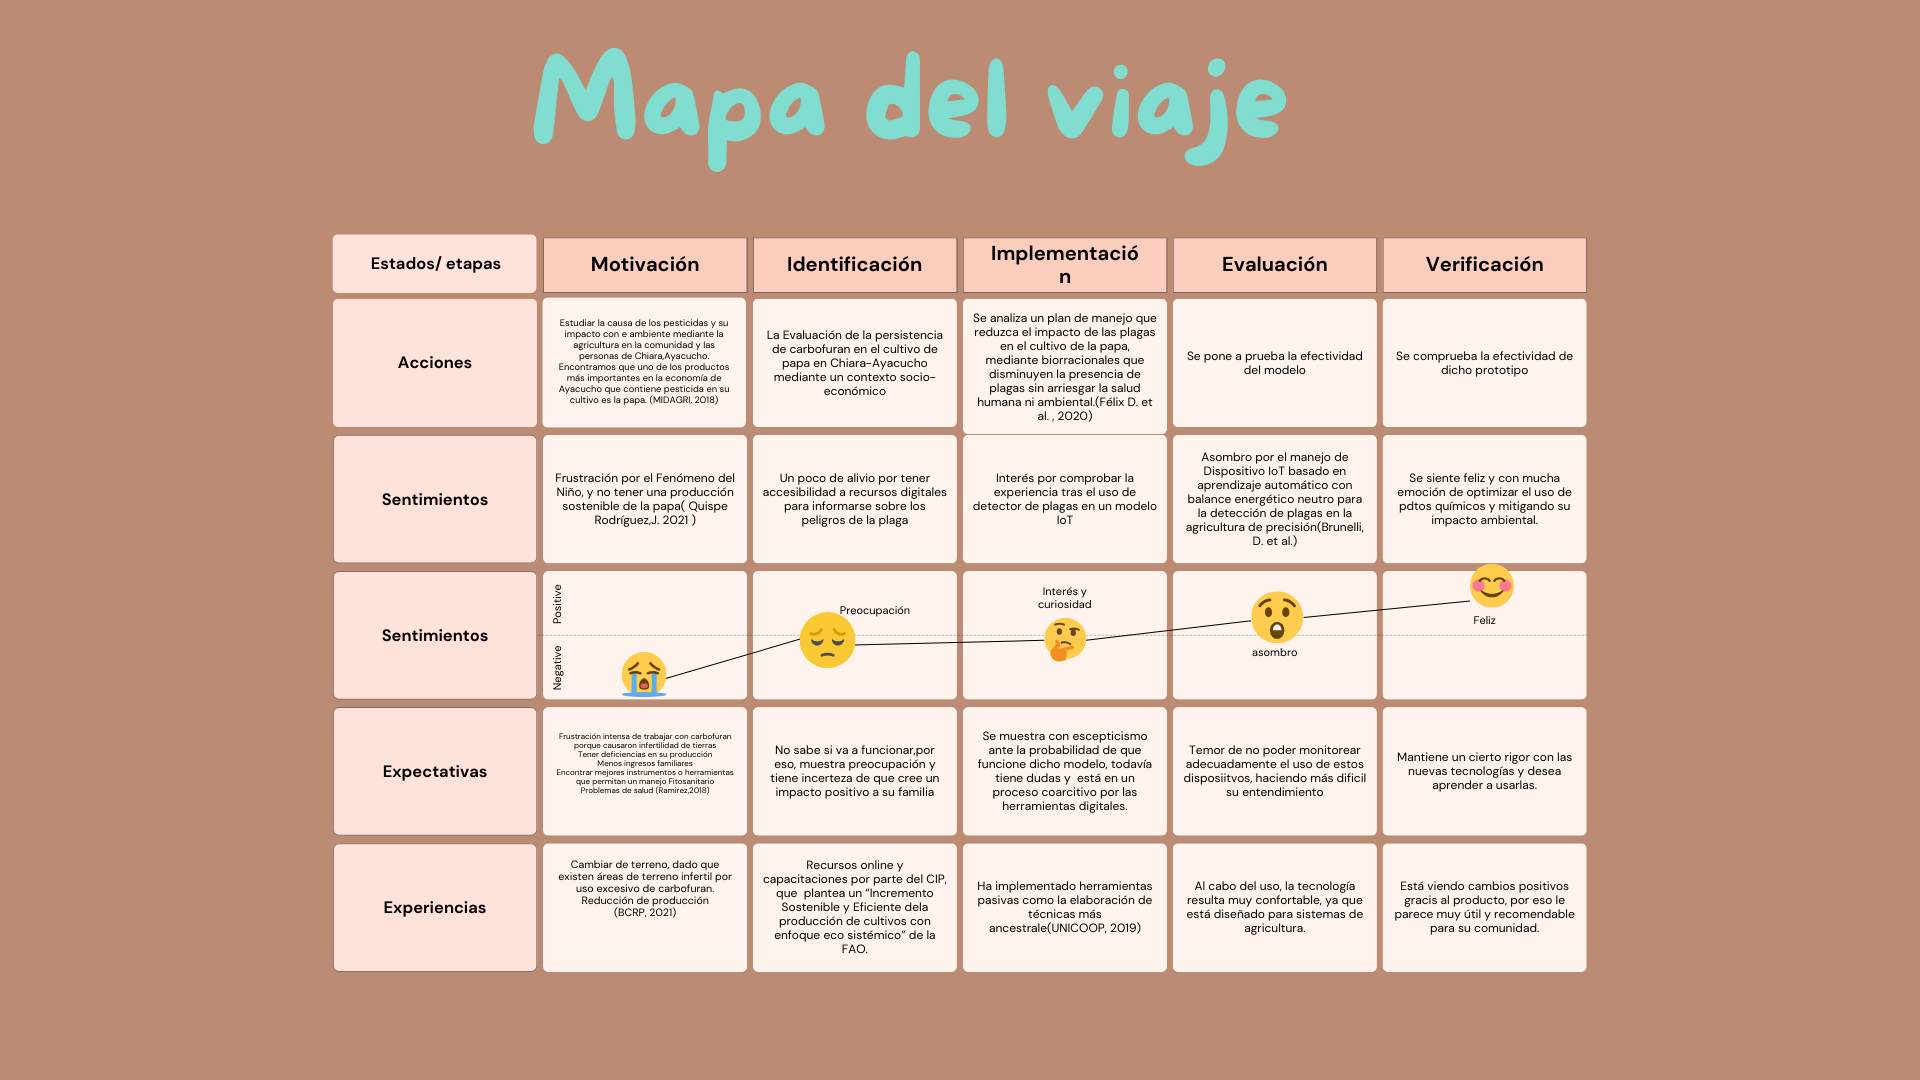 Mapa del viaje
Estados/ etapas
Motivación
Identificación
Implementació
n
Evaluación
Verificación
Acciones
Estudiar la causa de los pesticidas y su
impacto con e ambiente mediante la
agricultura en la comunidad y las
personas de Chiara,Ayacucho.
Encontramos que uno de los productos
más importantes en la economía de
Ayacucho que contiene pesticida en su
cultivo es la papa. (MIDAGRI, 2018)
La Evaluación de la persistencia
de carbofuran en el cultivo de
papa en Chiara-Ayacucho
mediante un contexto socio-
económico
Se analiza un plan de manejo que
reduzca el impacto de las plagas
en el cultivo de la papa,
mediante biorracionales que
disminuyen la presencia de
plagas sin arriesgar la salud
humana ni ambiental.(Félix D. et
al. , 2020)
Se pone a prueba la efectividad
del modelo
Se comprueba la efectividad de
dicho prototipo
Sentimientos
Frustración por el Fenómeno del
Niño, y no tener una producción
sostenible de la papa( Quispe
Rodríguez,J. 2021 )
Un poco de alivio por tener
accesibilidad a recursos digitales
para informarse sobre los
peligros de la plaga
Interés por comprobar la
experiencia tras el uso de
detector de plagas en un modelo
IoT
Asombro por el manejo de
Dispositivo IoT basado en
aprendizaje automático con
balance energético neutro para
la detección de plagas en la
agricultura de precisión(Brunelli,
D. et al.)
Se siente feliz y con mucha
emoción de optimizar el uso de
pdtos químicos y mitigando su
impacto ambiental.
Sentimientos
Positive
Negative
Preocupación
Interés y
curiosidad
asombro
Feliz
Expectativas
Frustración intensa de trabajar con carbofuran
porque causaron infertilidad de tierras
Tener deficiencias en su producción
Menos ingresos familiares
Encontrar mejores instrumentos o herramientas
que permitan un manejo Fitosanitario
Problemas de salud (Ramirez,2018)
No sabe si va a funcionar,por
eso, muestra preocupación y
tiene incerteza de que cree un
impacto positivo a su familia
Se muestra con escepticismo
ante la probabilidad de que
funcione dicho modelo, todavía
tiene dudas y  está en un
proceso coarcitivo por las
herramientas digitales.
Temor de no poder monitorear
adecuadamente el uso de estos
disposiitvos, haciendo más dificil
su entendimiento
Mantiene un cierto rigor con las
nuevas tecnologías y desea
aprender a usarlas.
Experiencias
Cambiar de terreno, dado que
existen áreas de terreno infertil por
uso excesivo de carbofuran.
Reducción de producción
(BCRP, 2021)
Recursos online y
capacitaciones por parte del CIP,
que  plantea un “Incremento
Sostenible y Eficiente dela
producción de cultivos con
enfoque eco sistémico” de la
FAO.
Ha implementado herramientas
pasivas como la elaboración de
técnicas más
ancestrale(UNICOOP, 2019)
Al cabo del uso, la tecnología
resulta muy confortable, ya que
está diseñado para sistemas de
agricultura.
Está viendo cambios positivos
gracis al producto, por eso le
parece muy útil y recomendable
para su comunidad.